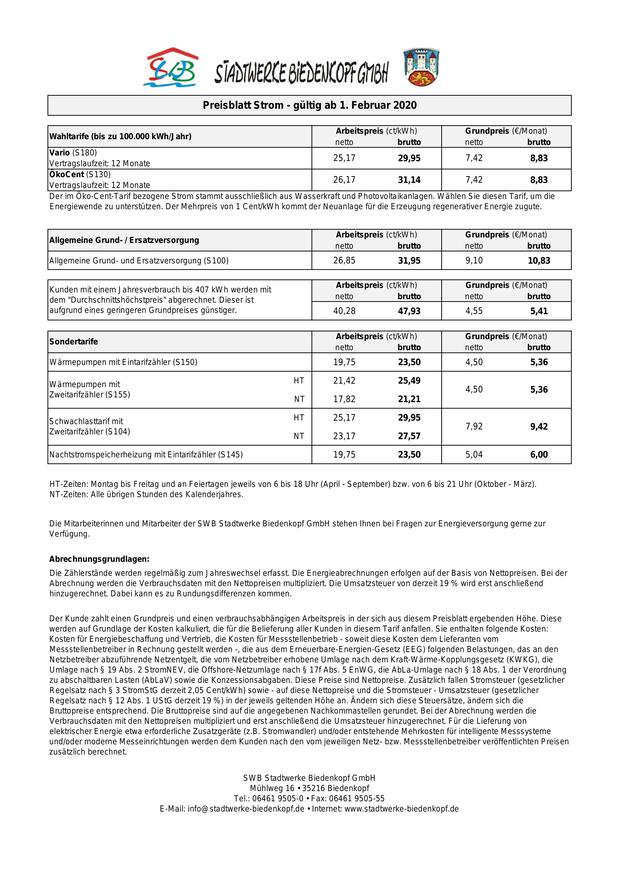 SWB STADTWERKE BIEDENKOPF GMBH
Preisblatt Strom - gültig ab 1. Februar 2020
Wahltarife (bis zu 100.000 kWh/Jahr) Arbeitspreis (ct/kWh) Grundpreis (€/Monat)
netto brutto netto brutto
Vario (S180)
Vertragslaufzeit: 12 Monate 25,17 29,95 7,42 8,83
ÖkoCent (S130)
Vertragslaufzeit: 12 Monate 26,17 31,14 7,42 8,83
Der im Öko-Cent-Tarif bezogene Strom stammt ausschließlich aus Wasserkraft und Photovoltaikanlagen. Wählen Sie diesen Tarif, um die
Energiewende zu unterstützen. Der Mehrpreis von 1 Cent/kWh kommt der Neuanlage für die Erzeugung regenerativer Energie zugute.
Allgemeine Grund- / Ersatzversorgung Arbeitspreis (ct/kWh) Grundpreis (€/Monat)
netto brutto netto brutto
Allgemeine Grund- und Ersatzversorgung (S100) 26,85 31,95 9,10 10,83
Kunden mit einem Jahresverbrauch bis 407 kWh werden mit Arbeitspreis (ct/kWh) Grundpreis (€/Monat)
dem "Durchschnittshöchstpreis" abgerechnet. Dieser ist netto brutto netto brutto
aufgrund eines geringeren Grundpreises günstiger. 40,28 47,93 4,55 5,41
Sondertarife Arbeitspreis (ct/kWh) Grundpreis (€/Monat)
netto brutto netto brutto
Wärmepumpen mit Eintarifzähler (S150) 19,75 23,50 4,50 5,36
Wärmepumpen mit HT 21,42 25,49 4,50 5,36
Zweitarifzähler (S155) NT 17,82 21,21
Schwachlasttarif mit HT 25,17 29,95 7,92 9,42
Zweitarifzähler (S104) NT 23,17 27,57
Nachtstromspeicherheizung mit Eintarifzähler (S145) 19,75 23,50 5,04 6,00
HT-Zeiten: Montag bis Freitag und an Feiertagen jeweils von 6 bis 18 Uhr (April - September) bzw. von 6 bis 21 Uhr (Oktober - März).
NT-Zeiten: Alle übrigen Stunden des Kalenderjahres.
Die Mitarbeiterinnen und Mitarbeiter der SWB Stadtwerke Biedenkopf GmbH stehen Ihnen bei Fragen zur Energieversorgung gerne zur
Verfügung.
Abrechnungsgrundlagen:
Die Zählerstände werden regelmäßig zum Jahreswechsel erfasst. Die Energieabrechnungen erfolgen auf der Basis von Nettopreisen. Bei der
Abrechnung werden die Verbrauchsdaten mit den Nettopreisen multipliziert. Die Umsatzsteuer von derzeit 19 % wird erst anschließend
hinzugerechnet. Dabei kann es zu Rundungsdifferenzen kommen.
Der Kunde zahlt einen Grundpreis und einen verbrauchsabhängigen Arbeitspreis in der sich aus diesem Preisblatt ergebenden Höhe. Diese
werden auf Grundlage der Kosten kalkuliert, die für die Belieferung aller Kunden in diesem Tarif anfallen. Sie enthalten folgende Kosten:
Kosten für Energiebeschaffung und Vertrieb, die Kosten für Messstellenbetrieb - soweit diese Kosten dem Lieferanten vom
Messstellenbetreiber in Rechnung gestellt werden -, die aus dem Erneuerbare-Energien-Gesetz (EEG) folgenden Belastungen, das an den
Netzbetreiber abzuführende Netzentgelt, die vom Netzbetreiber erhobene Umlage nach dem Kraft-Wärme-Kopplungsgesetz (KWKG), die
Umlage nach § 19 Abs. 2 StromNEV, die Offshore-Netzumlage nach § 17f Abs. 5 EnWG, die AbLa-Umlage nach § 18 Abs. 1 der Verordnung
zu abschaltbaren Lasten (AbLaV) sowie die Konzessionsabgaben. Diese Preise sind Nettopreise. Zusätzlich fallen Stromsteuer (gesetzlicher
Regelsatz nach § 3 StromStG derzeit 2,05 Cent/kWh) sowie - auf diese Nettopreise und die Stromsteuer - Umsatzsteuer (gesetzlicher
Regelsatz nach § 12 Abs. 1 UStG derzeit 19 %) in der jeweils geltenden Höhe an. Ändern sich diese Steuersätze, ändern sich die
Bruttopreise entsprechend. Die Bruttopreise sind auf die angegebenen Nachkommastellen gerundet. Bei der Abrechnung werden die
Verbrauchsdaten mit den Nettopreisen multipliziert und erst anschließend die Umsatzsteuer hinzugerechnet. Für die Lieferung von
elektrischer Energie etwa erforderliche Zusatzgeräte (z.B. Stromwandler) und/oder entstehende Mehrkosten für intelligente Messsysteme
und/oder moderne Messeinrichtungen werden dem Kunden nach den vom jeweiligen Netz- bzw. Messstellenbetreiber veröffentlichten Preisen
zusätzlich berechnet.
SWB Stadtwerke Biedenkopf GmbH
Mühlweg 16 • 35216 Biedenkopf
Tel.: 06461 9505-0 • Fax: 06461 9505-55
E-Mail: info@stadtwerke-biedenkopf.de • Internet: www.stadtwerke-biedenkopf.de